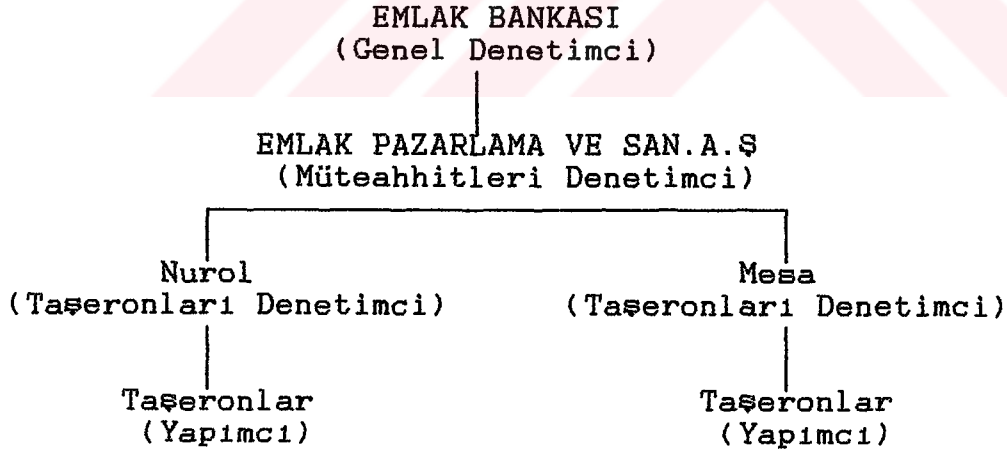 EMLAK BANKASI
(Genel Denetimci)
EMLAK PAZARLAMA VE SAN.A.Ş
(Müteahhitleri Denetimci)
Nurol
(Taşeronları Denetimci)
Taşeronlar
(Yapımcı)
Mesa
(Taşeronları Denetimci)
Taşeronlar
(Yapımcı)